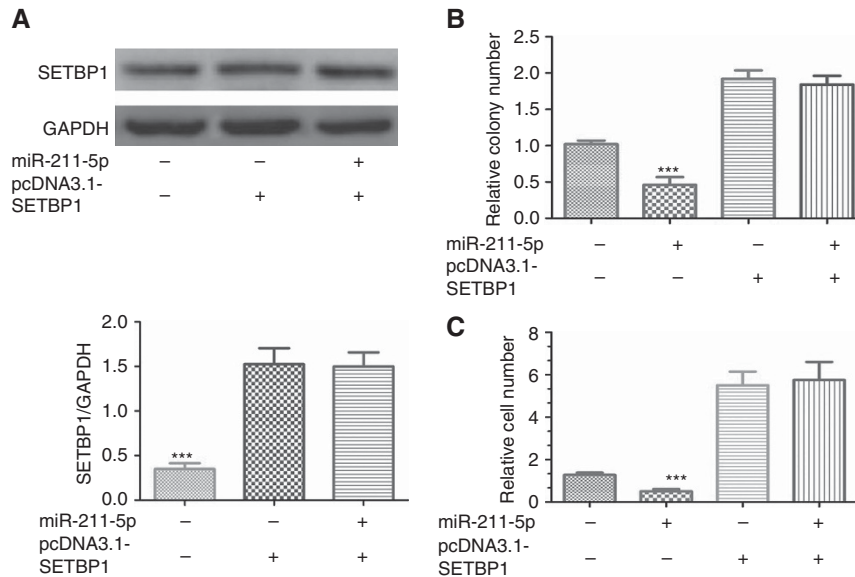 A
SETBP1
GAPDH
miR-211-5p – – +
pcDNA3.1-
SETBP1 – + +
SETBP1/GAPDH
2.0
1.5
1.0
0.5
0.0
***
miR-211-5p – – +
pcDNA3.1-
SETBP1 – + +
B
Relative colony number
2.5
2.0
1.5
1.0
0.5
0.0
***
miR-211-5p – + – +
pcDNA3.1-
SETBP1 – – + +
C
Relative cell number
8
6
4
2
0
***
miR-211-5p – + – +
pcDNA3.1-
SETBP1 – – + +